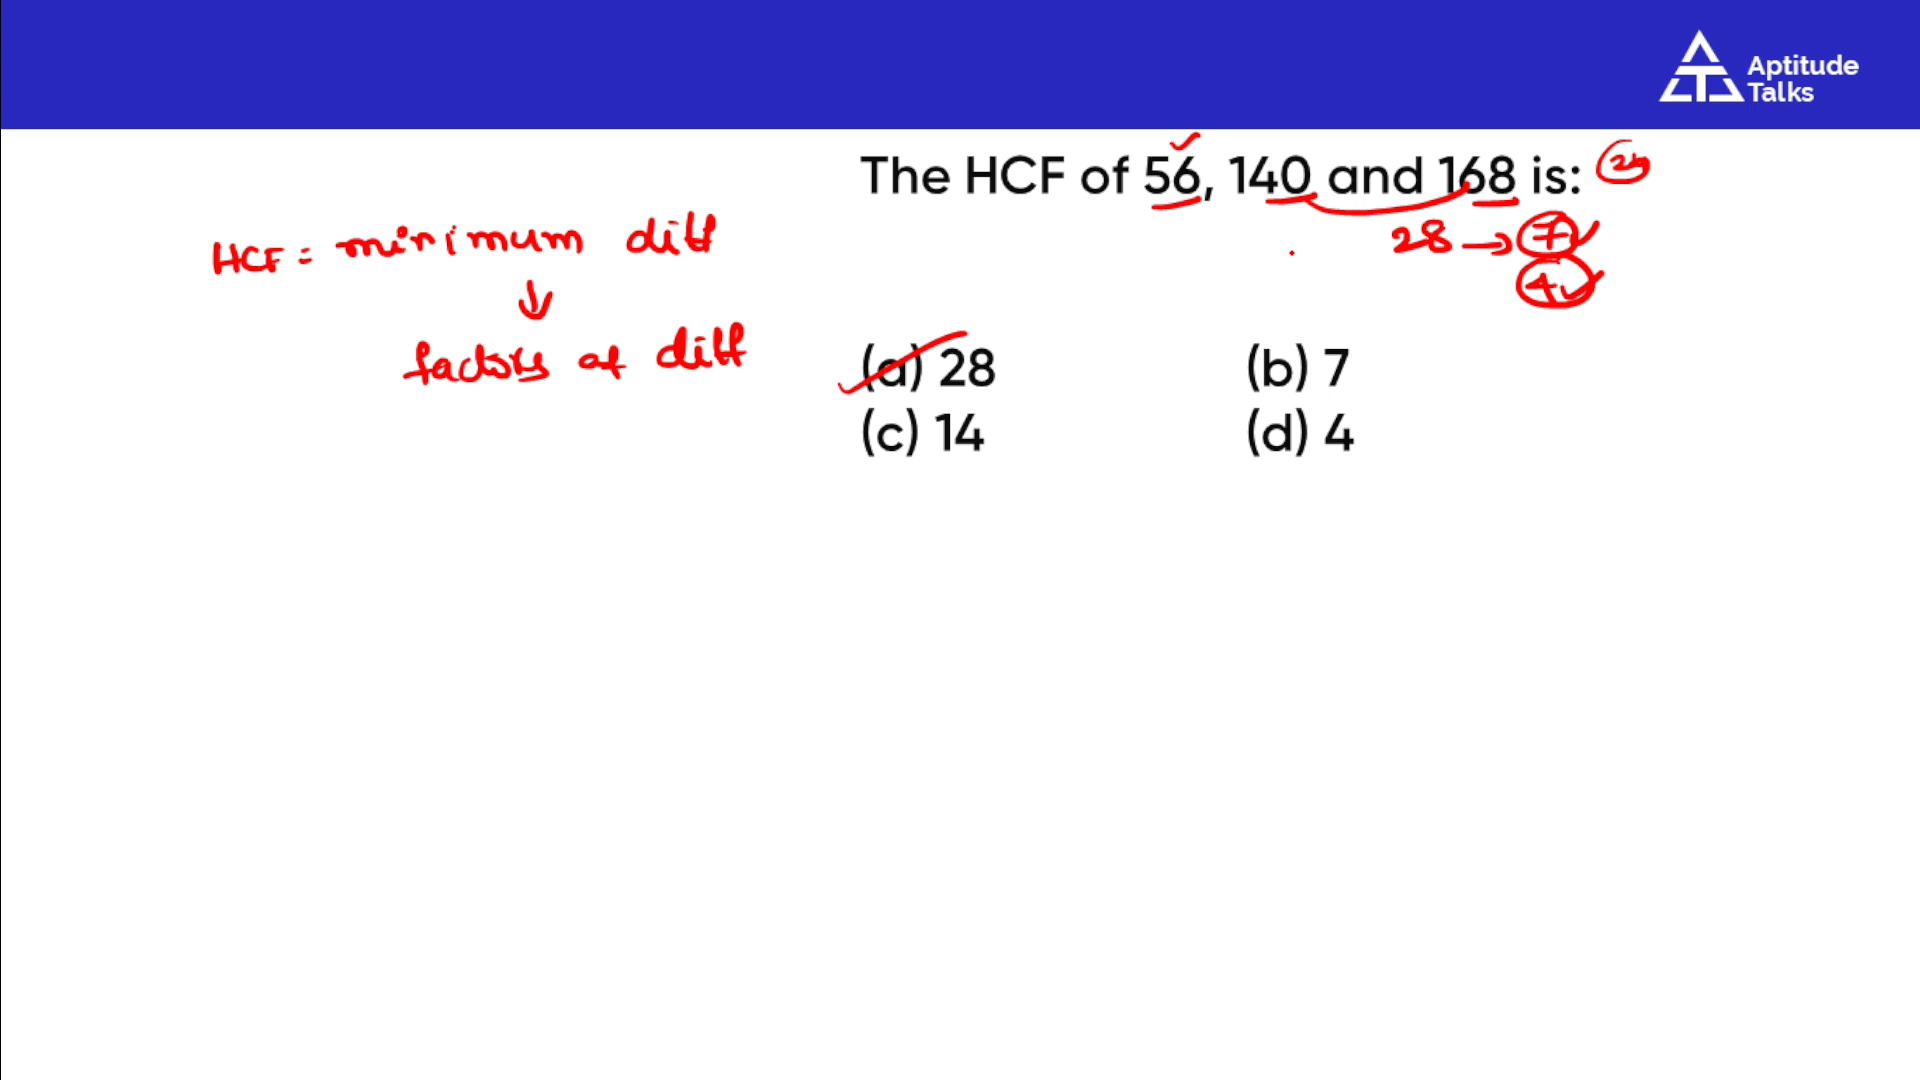 Aptitude
Talks
The HCF of 56, 140 and 168 is:
HCF = minimum diff
28 → 7
4
↓
factors of diff
(a) 28 (b) 7
(c) 14 (d) 4